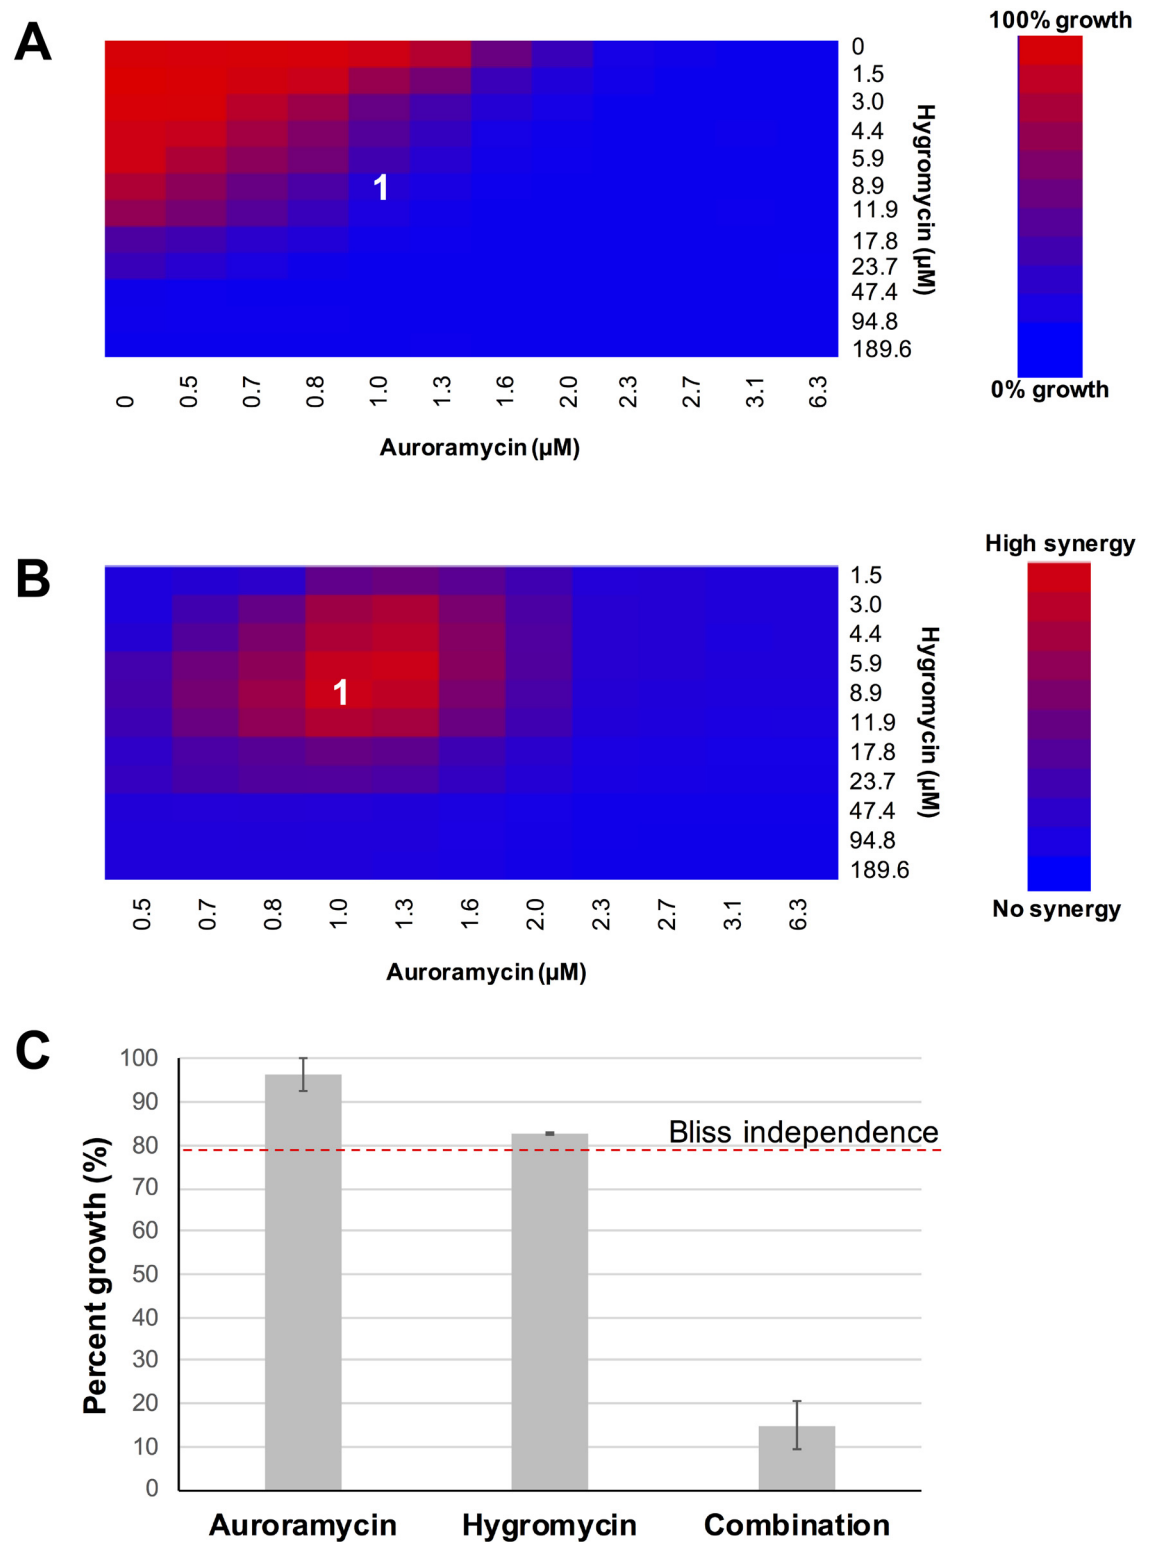 A
100% growth
0
1.5
3.0
4.4
5.9
8.9
11.9
17.8
23.7
47.4
94.8
189.6
Hygromycin (µM)
1
0% growth
0 0.5 0.7 0.8 1.0 1.3 1.6 2.0 2.3 2.7 3.1 6.3
Auroramycin (µM)
B
High synergy
1.5
3.0
4.4
5.9
8.9
11.9
17.8
23.7
47.4
94.8
189.6
Hygromycin (µM)
1
No synergy
0.5 0.7 0.8 1.0 1.3 1.6 2.0 2.3 2.7 3.1 6.3
Auroramycin (µM)
C
Percent growth (%)
100
90
80
70
60
50
40
30
20
10
0
Bliss independence
Auroramycin Hygromycin Combination